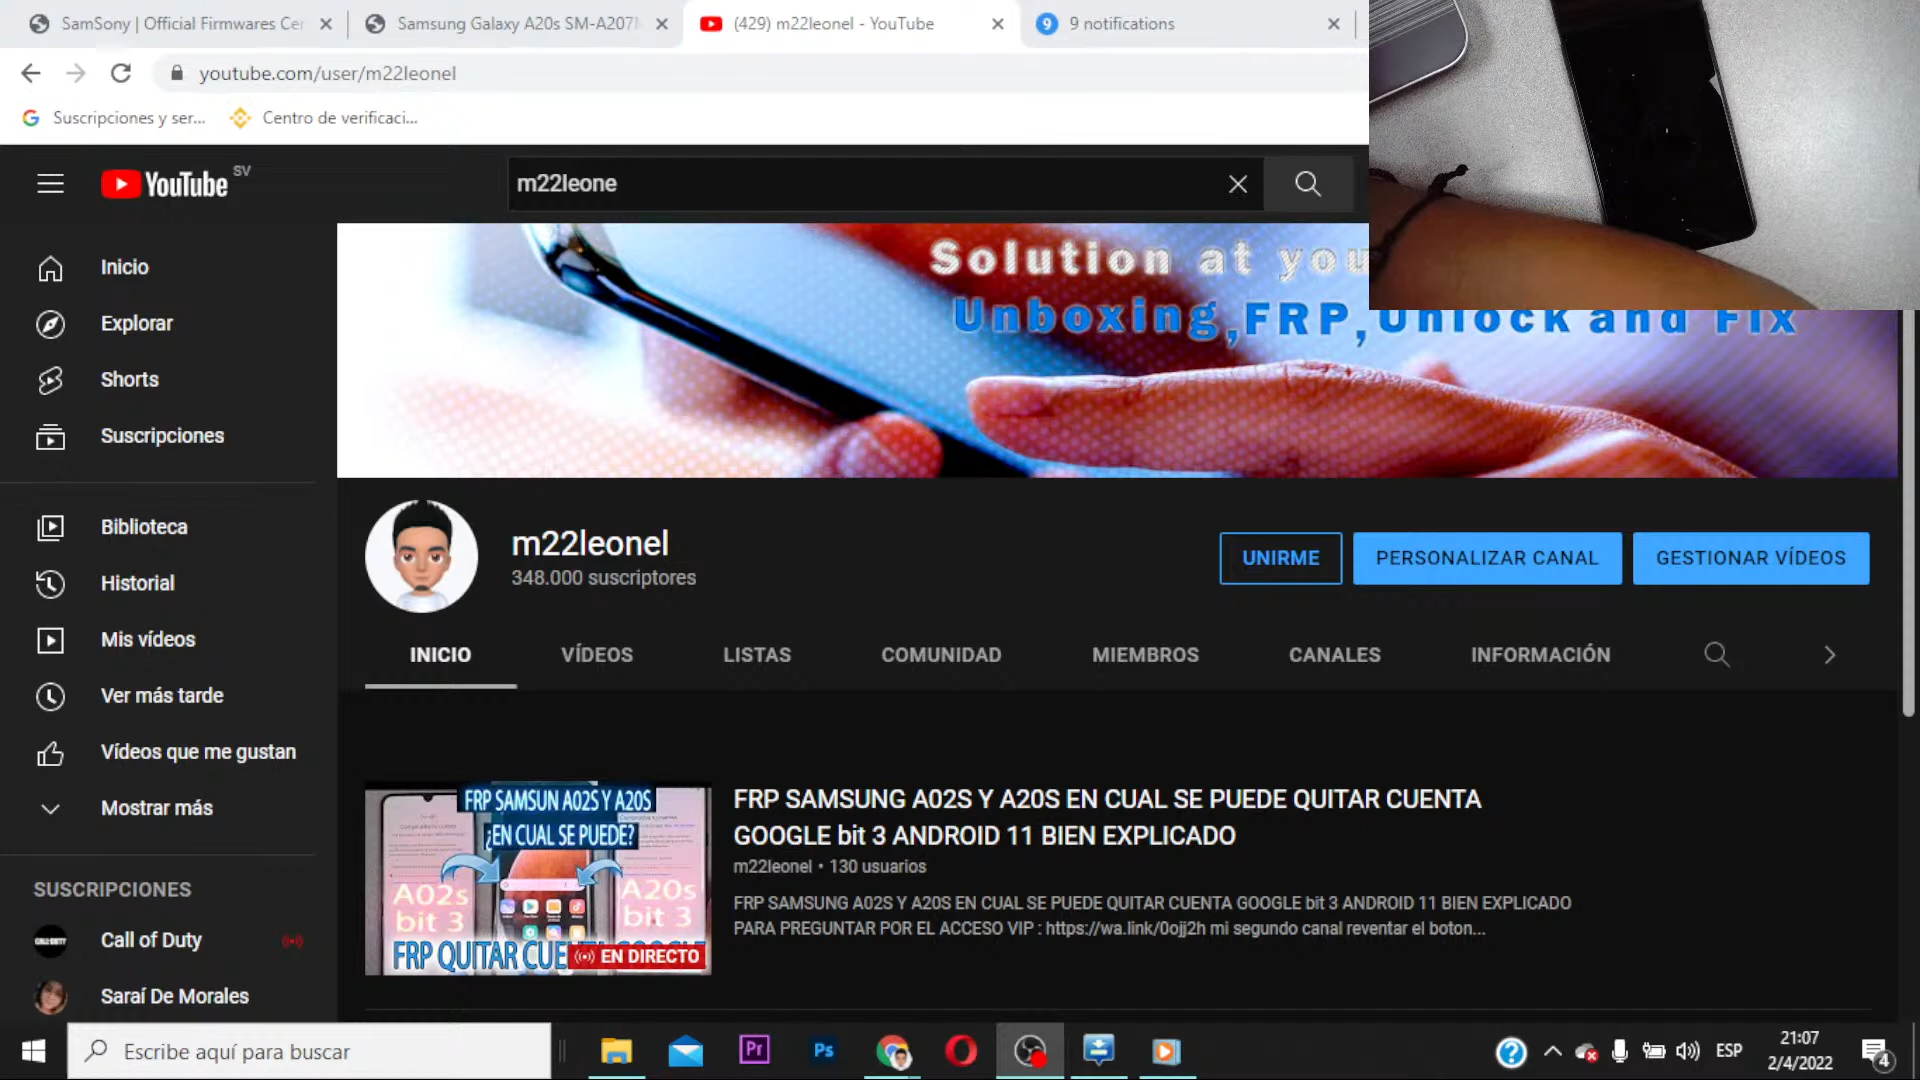 SamSony | Official Firmwares Cer
Samsung Galaxy A20s SM-A207M
(429) m22leonel - YouTube
9
9 notifications
youtube.com/user/m22leonel
Suscripciones y ser...
Centro de verificaci...
YouTube SV
m22leone
Solution at you
Unboxing,FRP,Unlock and Fix
Inicio
Explorar
Shorts
Suscripciones
Biblioteca
Historial
Mis vídeos
Ver más tarde
Vídeos que me gustan
Mostrar más
SUSCRIPCIONES
Call of Duty
Saraí De Morales
m22leonel
348.000 suscriptores
UNIRME
PERSONALIZAR CANAL
GESTIONAR VÍDEOS
INICIO
VÍDEOS
LISTAS
COMUNIDAD
MIEMBROS
CANALES
INFORMACIÓN
FRP SAMSUN A02S Y A20S
¿EN CUAL SE PUEDE?
A02s
bit 3
A20s
bit 3
FRP QUITAR CUE
EN DIRECTO
FRP SAMSUNG A02S Y A20S EN CUAL SE PUEDE QUITAR CUENTA
GOOGLE bit 3 ANDROID 11 BIEN EXPLICADO
m22leonel • 130 usuarios
FRP SAMSUNG A02S Y A20S EN CUAL SE PUEDE QUITAR CUENTA GOOGLE bit 3 ANDROID 11 BIEN EXPLICADO
PARA PREGUNTAR POR EL ACCESO VIP : https://wa.link/0ojj2h mi segundo canal reventar el boton...
Escribe aquí para buscar
Pr
Ps
ESP
21:07
2/4/2022
4